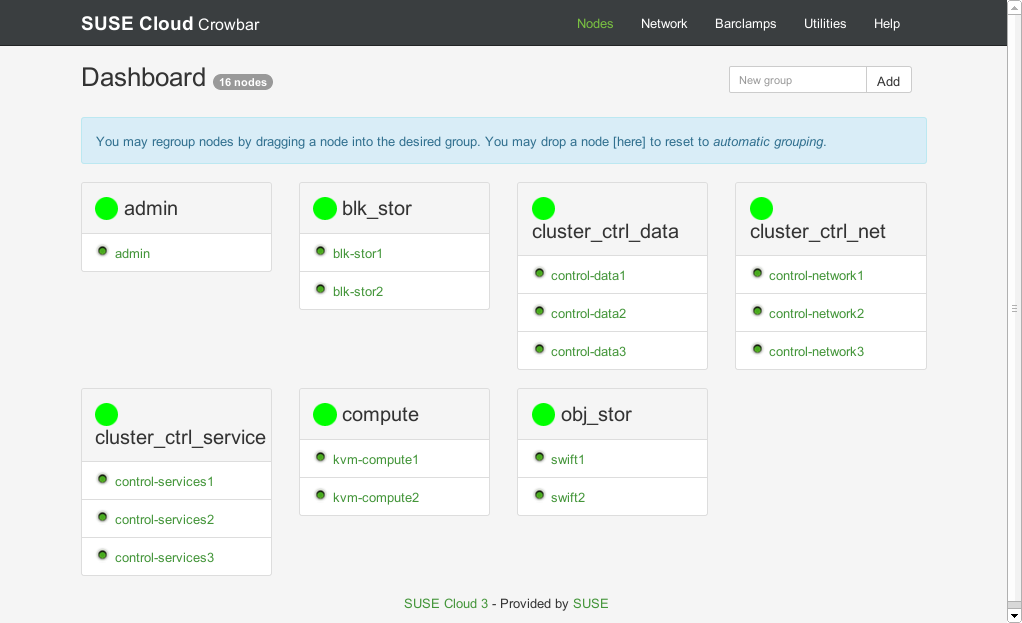 SUSE Cloud Crowbar
Nodes Network Barclamps Utilities Help
Dashboard 16 nodes
New group Add
You may regroup nodes by dragging a node into the desired group. You may drop a node [here] to reset to automatic grouping.
admin
admin
blk_stor
blk-stor1
blk-stor2
cluster_ctrl_data
control-data1
control-data2
control-data3
cluster_ctrl_net
control-network1
control-network2
control-network3
cluster_ctrl_service
control-services1
control-services2
control-services3
compute
kvm-compute1
kvm-compute2
obj_stor
swift1
swift2
SUSE Cloud 3 - Provided by SUSE